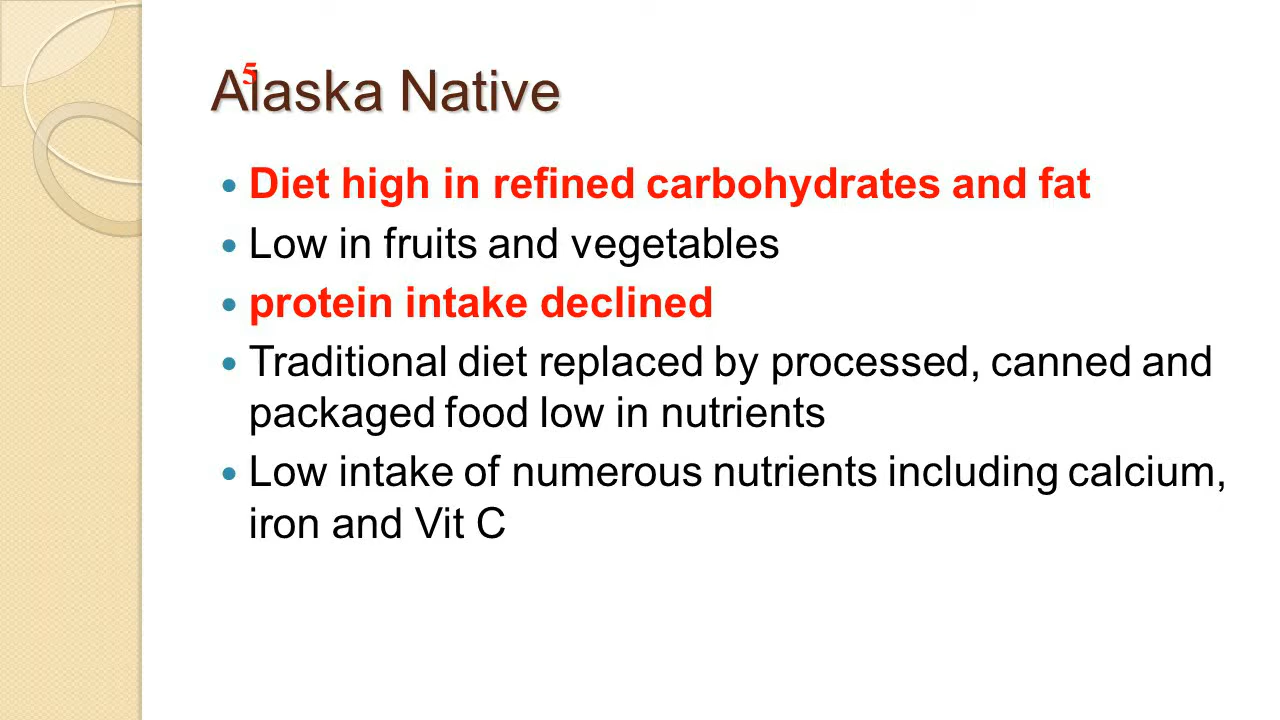 5
Alaska Native
• Diet high in refined carbohydrates and fat
• Low in fruits and vegetables
• protein intake declined
• Traditional diet replaced by processed, canned and
packaged food low in nutrients
• Low intake of numerous nutrients including calcium,
iron and Vit C